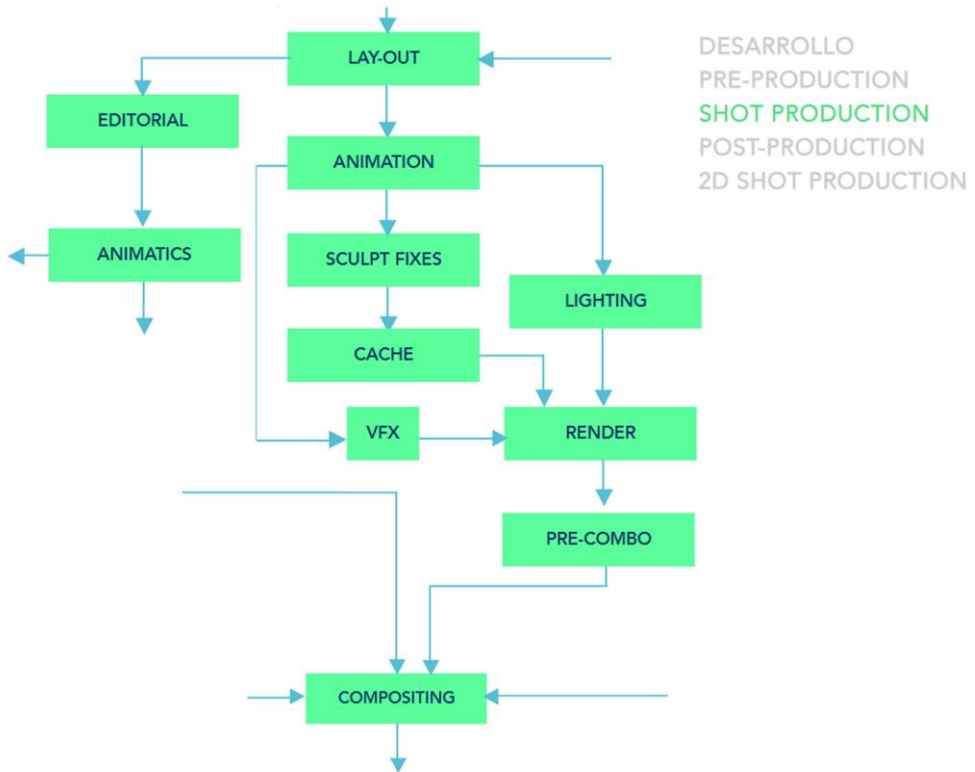 LAY-OUT
EDITORIAL
ANIMATION
ANIMATICS
SCULPT FIXES
LIGHTING
CACHE
VFX
RENDER
PRE-COMBO
COMPOSITING
DESARROLLO
PRE-PRODUCTION
SHOT PRODUCTION
POST-PRODUCTION
2D SHOT PRODUCTION